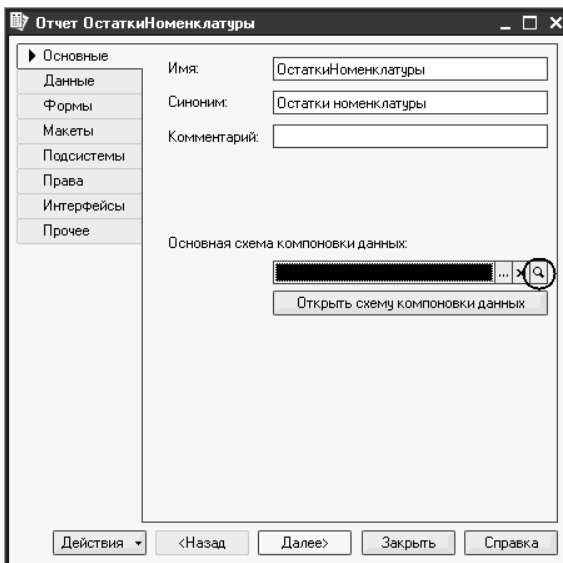 Отчет ОстаткиНоменклатуры
Основные
Данные
Формы
Макеты
Подсистемы
Права
Интерфейсы
Прочее
Имя: ОстаткиНоменклатуры
Синоним: Остатки номенклатуры
Комментарий:
Основная схема компоновки данных:
...
Открыть схему компоновки данных
Действия
<Назад
Далее>
Закрыть
Справка